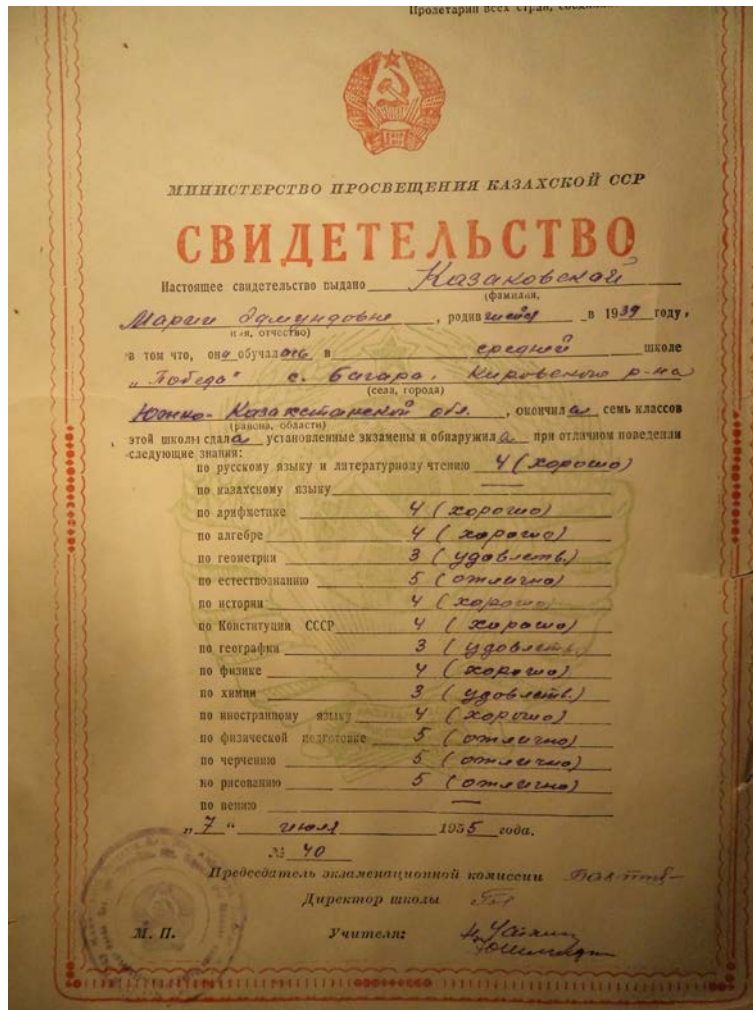 Пролетарии всех стран, соединя
МИНИСТЕРСТВО ПРОСВЕЩЕНИЯ КАЗАХСКОЙ ССР
СВИДЕТЕЛЬСТВО
Настоящее свидетельство выдано Казаковской
(фамилия,
Марии Эдмундовне, родившейся в 1939 году,
имя, отчество)
в том что, она обучалась в средней школе
„Победа" с. Багара, Кировского р-на
(села, города)
Южно-Казахстанской обл., окончила семь классов
(района, области)
этой школы сдала установленные экзамены и обнаружила при отличном поведении
следующие знания:
по русскому языку и литературному чтению 4 (хорошо)
по казахскому языку —
по арифметике 4 (хорошо)
по алгебре 4 (хорошо)
по геометрии 3 (удовлетв.)
по естествознанию 5 (отлично)
по истории 4 (хорошо)
по Конституции СССР 4 (хорошо)
по географии 3 (удовлетв.)
по физике 4 (хорошо)
по химии 3 (удовлетв.)
по иностранному языку 4 (хорошо)
по физической подготовке 5 (отлично)
по черчению 5 (отлично)
по рисованию 5 (отлично)
по пению —
„7" июля 1955 года.
№ 40
Председатель экзаменационной комиссии
Директор школы
М. П. Учителя: